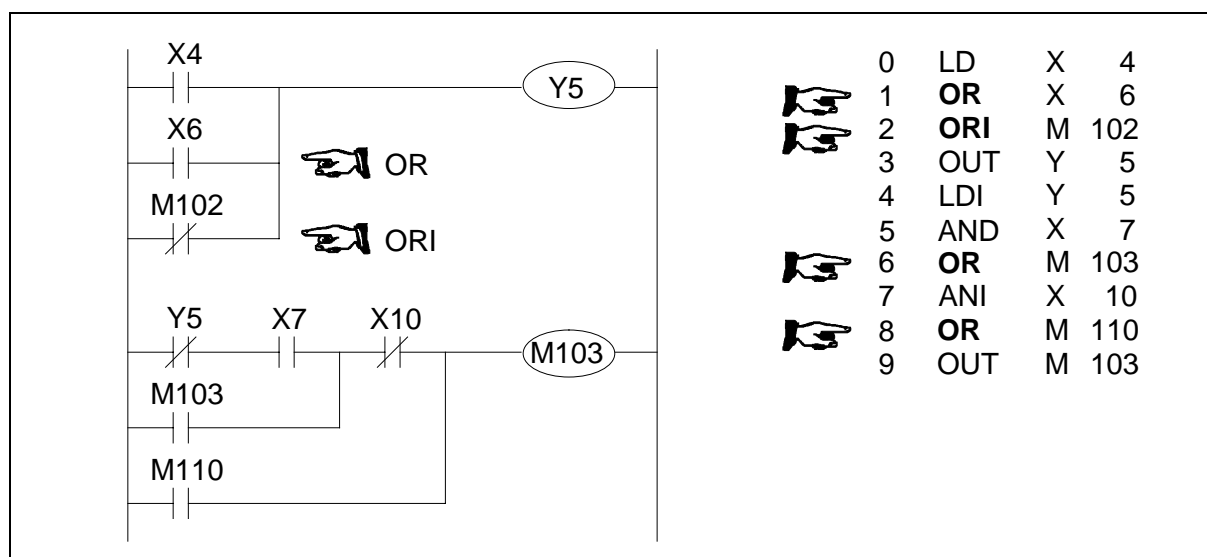 X4
Y5
X6
OR
M102
ORI
Y5 X7 X10
M103
M103
M110
0 LD X 4
1 OR X 6
2 ORI M 102
3 OUT Y 5
4 LDI Y 5
5 AND X 7
6 OR M 103
7 ANI X 10
8 OR M 110
9 OUT M 103